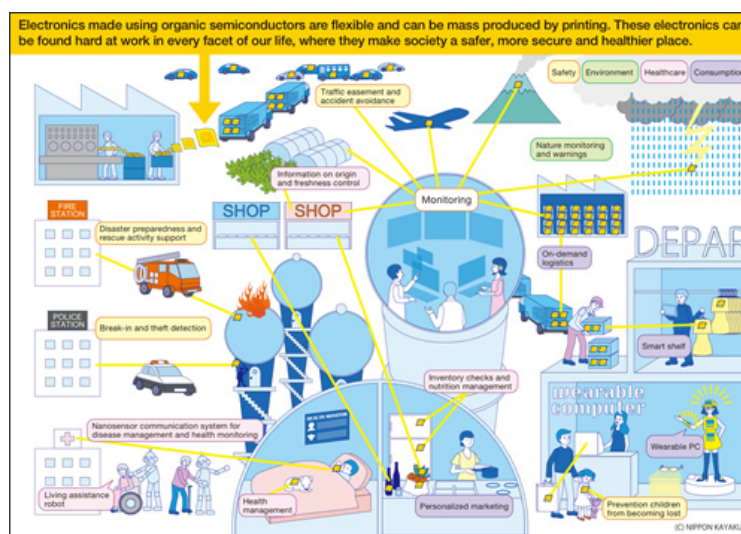 Electronics made using organic semiconductors are flexible and can be mass produced by printing. These electronics can
be found hard at work in every facet of our life, where they make society a safer, more secure and healthier place.
Safety
Environment
Healthcare
Consumption
Traffic easement and
accident avoidance
Nature monitoring
and warnings
Information on origin
and freshness control
Monitoring
FIRE
STATION
SHOP
SHOP
Disaster preparedness and
rescue activity support
On-demand
logistics
DEPAR
POLICE
STATION
Break-in and theft detection
Smart shelf
Inventory checks and
nutrition management
wearable
computer
Nanosensor communication system for
disease management and health monitoring
HEALTH MONITOR
Wearable PC
Living assistance
robot
Health
management
Personalized marketing
Prevention children
from becoming lost
(C) NIPPON KAYAKU